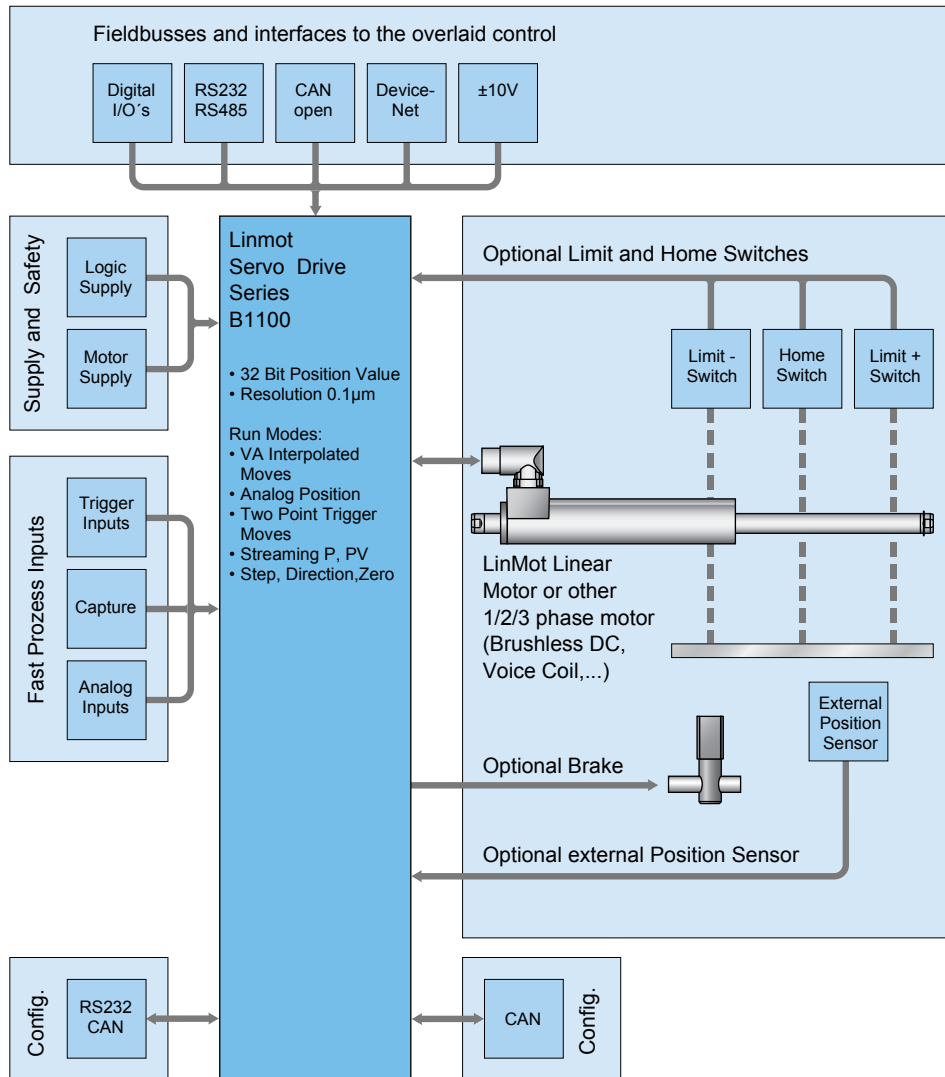 Fieldbusses and interfaces to the overlaid control
Digital
I/O´s
RS232
RS485
CAN
open
Device-
Net
±10V
Supply and Safety
Logic
Supply
Motor
Supply
Linmot
Servo Drive
Series
B1100
• 32 Bit Position Value
• Resolution 0.1µm
Run Modes:
• VA Interpolated
Moves
• Analog Position
• Two Point Trigger
Moves
• Streaming P, PV
• Step, Direction,Zero
Optional Limit and Home Switches
Limit -
Switch
Home
Switch
Limit +
Switch
Fast Prozess Inputs
Trigger
Inputs
Capture
Analog
Inputs
LinMot Linear
Motor or other
1/2/3 phase motor
(Brushless DC,
Voice Coil,...)
External
Position
Sensor
Optional Brake
Optional external Position Sensor
Config.
RS232
CAN
CAN
Config.